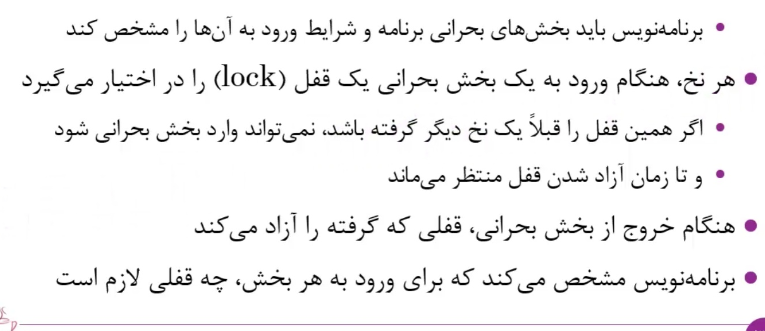 • برنامه‌نویس باید بخش‌های بحرانی برنامه و شرایط ورود به آن‌ها را مشخص کند
• هر نخ، هنگام ورود به یک بخش بحرانی یک قفل (lock) را در اختیار می‌گیرد
• اگر همین قفل را قبلاً یک نخ دیگر گرفته باشد، نمی‌تواند وارد بخش بحرانی شود
• و تا زمان آزاد شدن قفل منتظر می‌ماند
• هنگام خروج از بخش بحرانی، قفلی که گرفته را آزاد می‌کند
• برنامه‌نویس مشخص می‌کند که برای ورود به هر بخش، چه قفلی لازم است